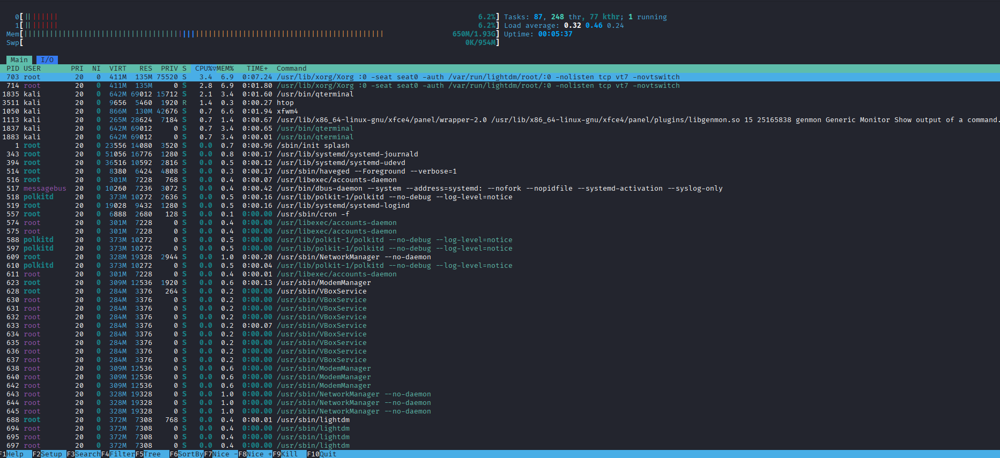 0[|| |||||| 6.2%] Tasks: 87, 248 thr, 77 kthr; 1 running
1[|| |||||| 6.2%] Load average: 0.32 0.46 0.24
Mem[||||||||||||||||||||||||||||||||||||||||||||||||||||||||||||||||||||||||||||||||||| 650M/1.93G] Uptime: 00:05:37
Swp[ 0K/954M]
Main I/O
PID USER PRI NI VIRT RES PRIV S CPU%▽MEM% TIME+ Command
703 root 20 0 411M 135M 75520 S 3.4 6.9 0:07.24 /usr/lib/xorg/Xorg :0 -seat seat0 -auth /var/run/lightdm/root/:0 -nolisten tcp vt7 -novtswitch
714 root 20 0 411M 135M 0 S 2.8 6.9 0:01.80 /usr/lib/xorg/Xorg :0 -seat seat0 -auth /var/run/lightdm/root/:0 -nolisten tcp vt7 -novtswitch
1835 kali 20 0 642M 69012 15712 S 2.1 3.4 0:01.60 /usr/bin/qterminal
3511 kali 20 0 9656 5460 1920 R 1.4 0.3 0:00.27 htop
1050 kali 20 0 866M 130M 42676 S 0.7 6.6 0:01.94 xfwm4
1113 kali 20 0 265M 28624 7184 S 0.7 1.4 0:00.67 /usr/lib/x86_64-linux-gnu/xfce4/panel/wrapper-2.0 /usr/lib/x86_64-linux-gnu/xfce4/panel/plugins/libgenmon.so 15 25165838 genmon Generic Monitor Show output of a command.
1837 kali 20 0 642M 69012 0 S 0.7 3.4 0:00.65 /usr/bin/qterminal
1883 kali 20 0 642M 69012 0 S 0.7 3.4 0:00.01 /usr/bin/qterminal
1 root 20 0 23556 14080 3520 S 0.0 0.7 0:00.96 /sbin/init splash
343 root 20 0 51056 16776 1280 S 0.0 0.8 0:00.17 /usr/lib/systemd/systemd-journald
394 root 20 0 36516 10592 2816 S 0.0 0.5 0:00.12 /usr/lib/systemd/systemd-udevd
514 root 20 0 8380 6424 4808 S 0.0 0.3 0:00.17 /usr/sbin/haveged --Foreground --verbose=1
516 root 20 0 301M 7228 768 S 0.0 0.4 0:00.07 /usr/libexec/accounts-daemon
517 messagebus 20 0 10260 7236 3072 S 0.0 0.4 0:00.42 /usr/bin/dbus-daemon --system --address=systemd: --nofork --nopidfile --systemd-activation --syslog-only
518 polkitd 20 0 373M 10272 2636 S 0.0 0.5 0:00.16 /usr/lib/polkit-1/polkitd --no-debug --log-level=notice
519 root 20 0 19028 9432 1280 S 0.0 0.5 0:00.16 /usr/lib/systemd/systemd-logind
557 root 20 0 6888 2680 128 S 0.0 0.1 0:00.00 /usr/sbin/cron -f
574 root 20 0 301M 7228 0 S 0.0 0.4 0:00.00 /usr/libexec/accounts-daemon
575 root 20 0 301M 7228 0 S 0.0 0.4 0:00.00 /usr/libexec/accounts-daemon
588 polkitd 20 0 373M 10272 0 S 0.0 0.5 0:00.00 /usr/lib/polkit-1/polkitd --no-debug --log-level=notice
597 polkitd 20 0 373M 10272 0 S 0.0 0.5 0:00.00 /usr/lib/polkit-1/polkitd --no-debug --log-level=notice
609 root 20 0 328M 19328 2944 S 0.0 1.0 0:00.20 /usr/sbin/NetworkManager --no-daemon
610 polkitd 20 0 373M 10272 0 S 0.0 0.5 0:00.04 /usr/lib/polkit-1/polkitd --no-debug --log-level=notice
611 root 20 0 301M 7228 0 S 0.0 0.4 0:00.01 /usr/libexec/accounts-daemon
623 root 20 0 309M 12536 1920 S 0.0 0.6 0:00.13 /usr/sbin/ModemManager
628 root 20 0 284M 3376 264 S 0.0 0.2 0:00.00 /usr/sbin/VBoxService
630 root 20 0 284M 3376 0 S 0.0 0.2 0:00.00 /usr/sbin/VBoxService
631 root 20 0 284M 3376 0 S 0.0 0.2 0:00.00 /usr/sbin/VBoxService
632 root 20 0 284M 3376 0 S 0.0 0.2 0:00.00 /usr/sbin/VBoxService
633 root 20 0 284M 3376 0 S 0.0 0.2 0:00.07 /usr/sbin/VBoxService
634 root 20 0 284M 3376 0 S 0.0 0.2 0:00.00 /usr/sbin/VBoxService
635 root 20 0 284M 3376 0 S 0.0 0.2 0:00.00 /usr/sbin/VBoxService
636 root 20 0 284M 3376 0 S 0.0 0.2 0:00.00 /usr/sbin/VBoxService
637 root 20 0 284M 3376 0 S 0.0 0.2 0:00.00 /usr/sbin/VBoxService
638 root 20 0 309M 12536 0 S 0.0 0.6 0:00.00 /usr/sbin/ModemManager
640 root 20 0 309M 12536 0 S 0.0 0.6 0:00.00 /usr/sbin/ModemManager
642 root 20 0 309M 12536 0 S 0.0 0.6 0:00.00 /usr/sbin/ModemManager
643 root 20 0 328M 19328 0 S 0.0 1.0 0:00.00 /usr/sbin/NetworkManager --no-daemon
644 root 20 0 328M 19328 0 S 0.0 1.0 0:00.00 /usr/sbin/NetworkManager --no-daemon
645 root 20 0 328M 19328 0 S 0.0 1.0 0:00.00 /usr/sbin/NetworkManager --no-daemon
688 root 20 0 372M 7308 768 S 0.0 0.4 0:00.01 /usr/sbin/lightdm
694 root 20 0 372M 7308 0 S 0.0 0.4 0:00.00 /usr/sbin/lightdm
695 root 20 0 372M 7308 0 S 0.0 0.4 0:00.00 /usr/sbin/lightdm
697 root 20 0 372M 7308 0 S 0.0 0.4 0:00.00 /usr/sbin/lightdm
F1Help F2Setup F3SearchF4FilterF5Tree F6SortByF7Nice -F8Nice +F9Kill F10Quit